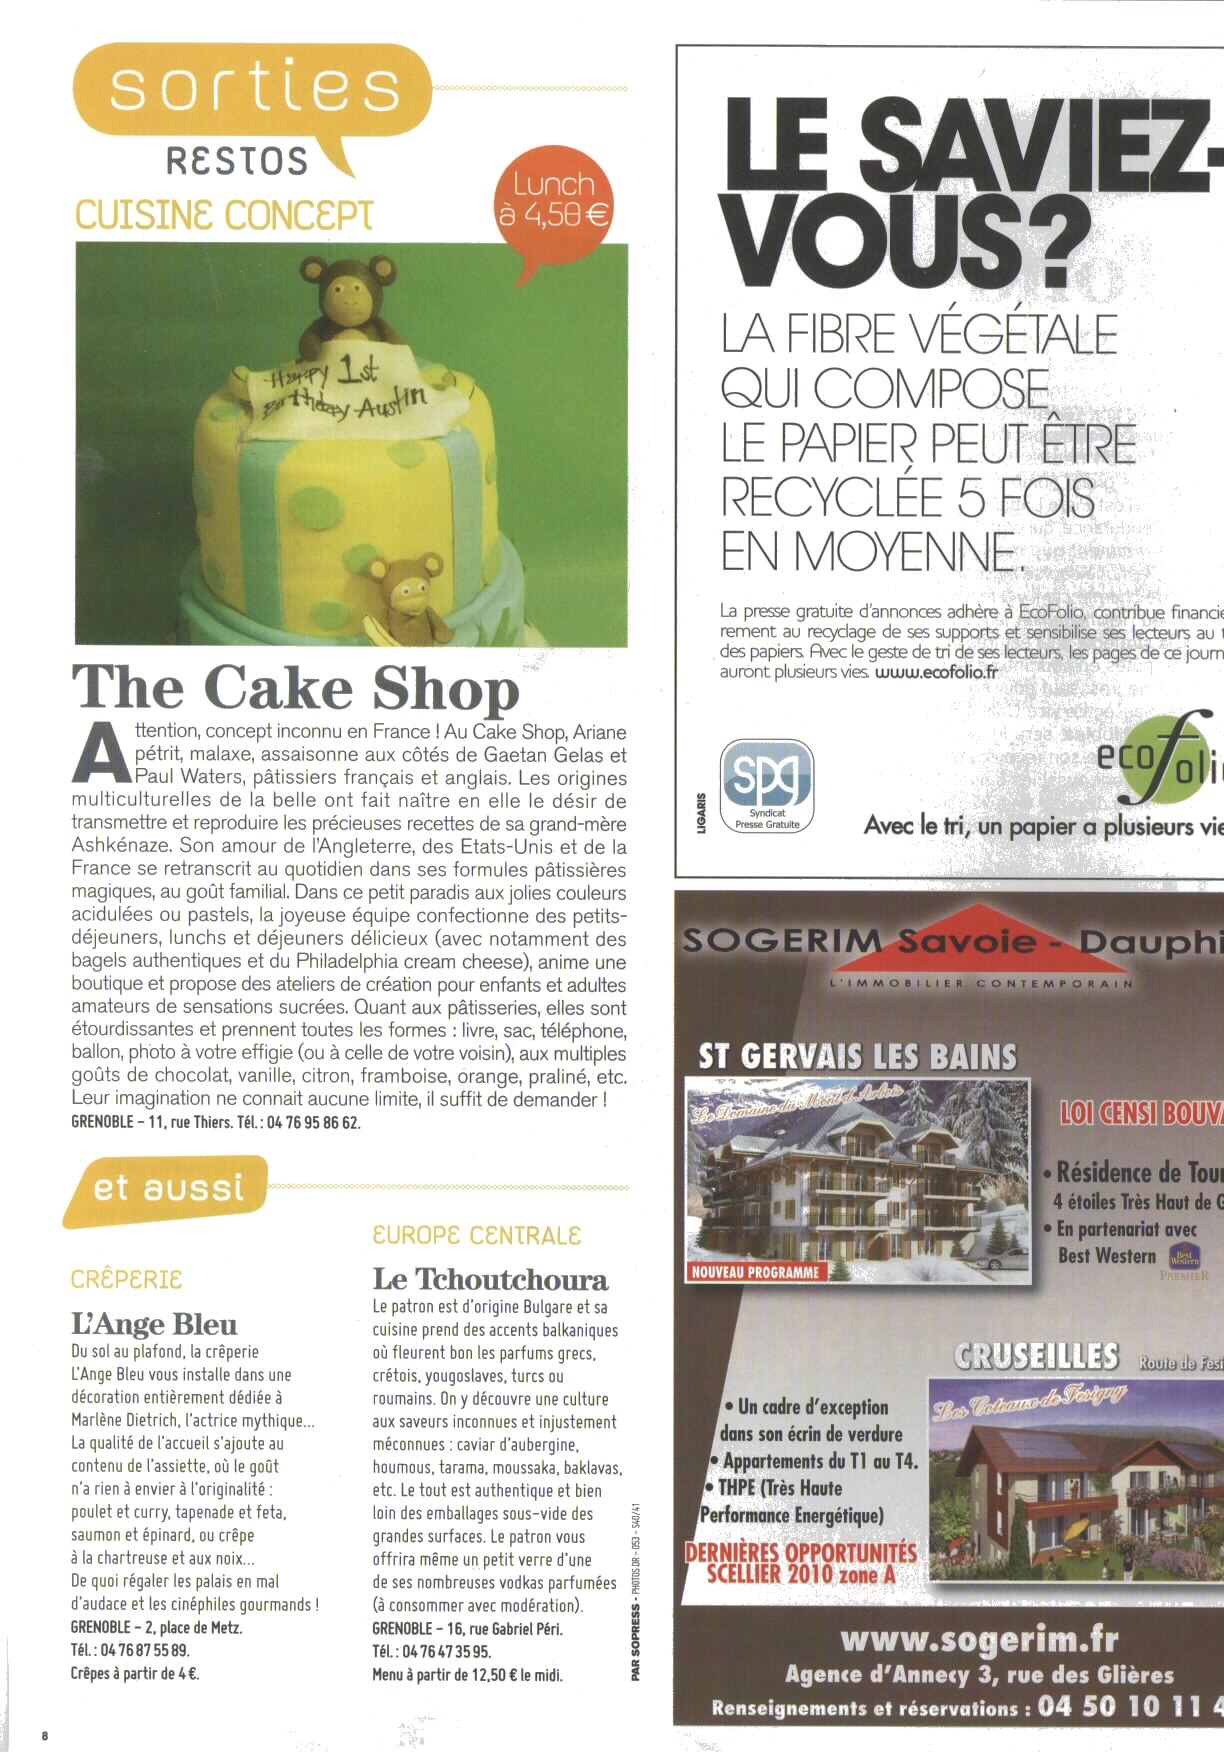 sorties
RESTOS
CUISINE CONCEPT
Lunch
à 4,50 €
Happy 1st
Birthday Austin
The Cake Shop
Attention, concept inconnu en France ! Au Cake Shop, Ariane
pétrit, malaxe, assaisonne aux côtés de Gaetan Gelas et
Paul Waters, pâtissiers français et anglais. Les origines
multiculturelles de la belle ont fait naître en elle le désir de
transmettre et reproduire les précieuses recettes de sa grand-mère
Ashkénaze. Son amour de l'Angleterre, des Etats-Unis et de la
France se retranscrit au quotidien dans ses formules pâtissières
magiques, au goût familial. Dans ce petit paradis aux jolies couleurs
acidulées ou pastels, la joyeuse équipe confectionne des petits-
déjeuners, lunchs et déjeuners délicieux (avec notamment des
bagels authentiques et du Philadelphia cream cheese), anime une
boutique et propose des ateliers de création pour enfants et adultes
amateurs de sensations sucrées. Quant aux pâtisseries, elles sont
étourdissantes et prennent toutes les formes : livre, sac, téléphone,
ballon, photo à votre effigie (ou à celle de votre voisin), aux multiples
goûts de chocolat, vanille, citron, framboise, orange, praliné, etc.
Leur imagination ne connait aucune limite, il suffit de demander !
GRENOBLE – 11, rue Thiers. Tél. : 04 76 95 86 62.
et aussi
CRÊPERIE
L'Ange Bleu
Du sol au plafond, la crêperie
L'Ange Bleu vous installe dans une
décoration entièrement dédiée à
Marlène Dietrich, l'actrice mythique...
La qualité de l'accueil s'ajoute au
contenu de l'assiette, où le goût
n'a rien à envier à l'originalité :
poulet et curry, tapenade et feta,
saumon et épinard, ou crêpe
à la chartreuse et aux noix...
De quoi régaler les palais en mal
d'audace et les cinéphiles gourmands !
GRENOBLE – 2, place de Metz.
Tél. : 04 76 87 55 89.
Crêpes à partir de 4 €.
EUROPE CENTRALE
Le Tchoutchoura
Le patron est d'origine Bulgare et sa
cuisine prend des accents balkaniques
où fleurent bon les parfums grecs,
crétois, yougoslaves, turcs ou
roumains. On y découvre une culture
aux saveurs inconnues et injustement
méconnues : caviar d'aubergine,
houmous, tarama, moussaka, baklavas,
etc. Le tout est authentique et bien
loin des emballages sous-vide des
grandes surfaces. Le patron vous
offrira même un petit verre d'une
de ses nombreuses vodkas parfumées
(à consommer avec modération).
GRENOBLE – 16, rue Gabriel Péri.
Tél. : 04 76 47 35 95.
Menu à partir de 12,50 € le midi.
PAR SOPRESS - PHOTOS DR - 053 - S40/41
8
LE SAVIEZ-
VOUS?
LA FIBRE VÉGÉTALE
QUI COMPOSE
LE PAPIER PEUT ÊTRE
RECYCLÉE 5 FOIS
EN MOYENNE.
La presse gratuite d'annonces adhère à EcoFolio, contribue financiè
rement au recyclage de ses supports et sensibilise ses lecteurs au t
des papiers. Avec le geste de tri de ses lecteurs, les pages de ce journ
auront plusieurs vies. www.ecofolio.fr
LIGARIS
spg
Syndicat
Presse Gratuite
ecofolio
Avec le tri, un papier a plusieurs vie
SOGERIM Savoie - Dauphi
L'IMMOBILIER CONTEMPORAIN
ST GERVAIS LES BAINS
Le Domaine du Mont d'Arbois
NOUVEAU PROGRAMME
LOI CENSI BOUVA
• Résidence de Tour
4 étoiles Très Haut de G
• En partenariat avec
Best Western
Best Western
PREMIER
CRUSEILLES Route de Fesi
Les Coteaux de Fesigny
• Un cadre d'exception
dans son écrin de verdure
• Appartements du T1 au T4.
• THPE (Très Haute
Performance Energétique)
DERNIÈRES OPPORTUNITÉS
SCELLIER 2010 zone A
www.sogerim.fr
Agence d'Annecy 3, rue des Glières
Renseignements et réservations : 04 50 10 11 4